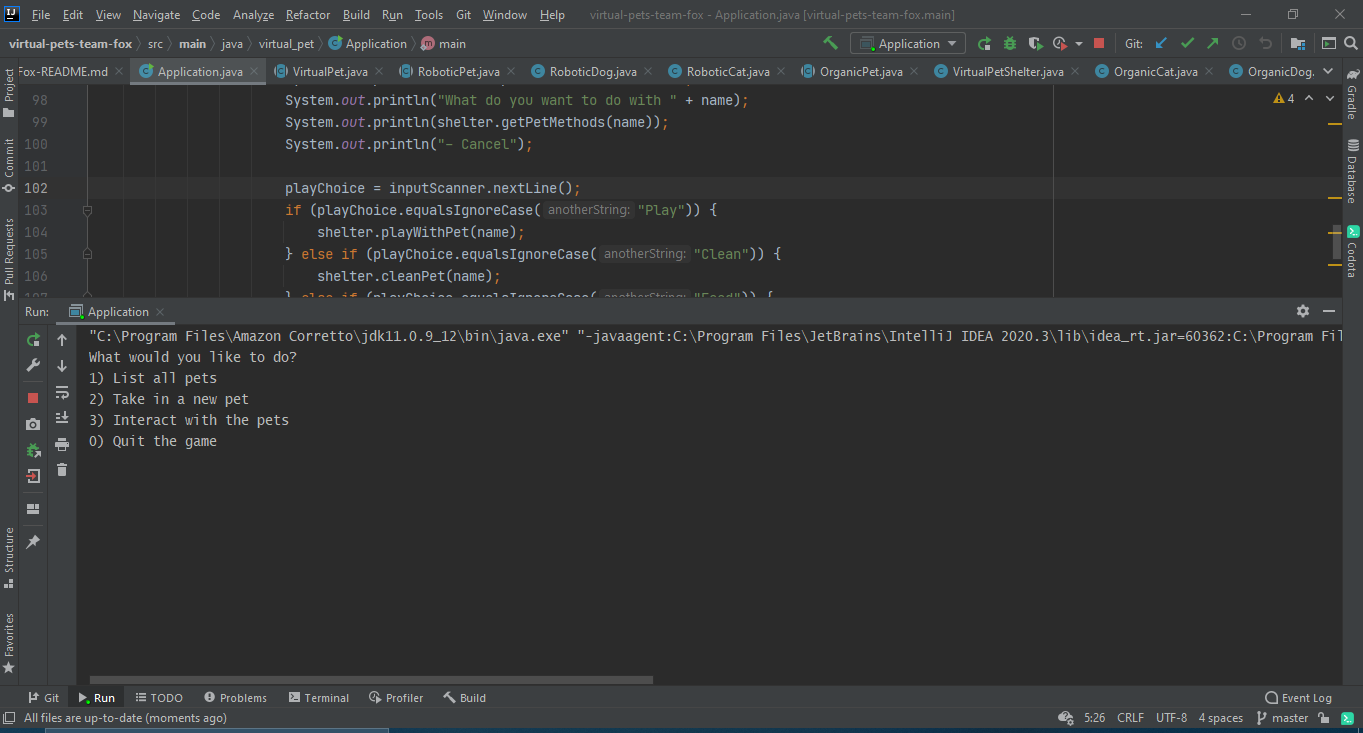 File Edit View Navigate Code Analyze Refactor Build Run Tools Git Window Help virtual-pets-team-fox - Application.java [virtual-pets-team-fox.main]
virtual-pets-team-fox src main java virtual_pet Application main Application Git:
Fox-README.md Application.java VirtualPet.java RoboticPet.java RoboticDog.java RoboticCat.java OrganicPet.java VirtualPetShelter.java OrganicCat.java OrganicDog.
98 System.out.println("What do you want to do with " + name);
4
99 System.out.println(shelter.getPetMethods(name));
100 System.out.println("- Cancel");
101
102 playChoice = inputScanner.nextLine();
103 if (playChoice.equalsIgnoreCase( anotherString: "Play")) {
104 shelter.playWithPet(name);
105 } else if (playChoice.equalsIgnoreCase( anotherString: "Clean")) {
106 shelter.cleanPet(name);
107 } else if (playChoice.equalsIgnoreCase( anotherString: "Feed")) {
Project
Commit
Pull Requests
Structure
Favorites
Gradle
Database
Codota
Run: Application
"C:\Program Files\Amazon Corretto\jdk11.0.9_12\bin\java.exe" "-javaagent:C:\Program Files\JetBrains\IntelliJ IDEA 2020.3\lib\idea_rt.jar=60362:C:\Program Fil
What would you like to do?
1) List all pets
2) Take in a new pet
3) Interact with the pets
0) Quit the game
Git Run TODO Problems Terminal Profiler Build Event Log
All files are up-to-date (moments ago) 5:26 CRLF UTF-8 4 spaces master